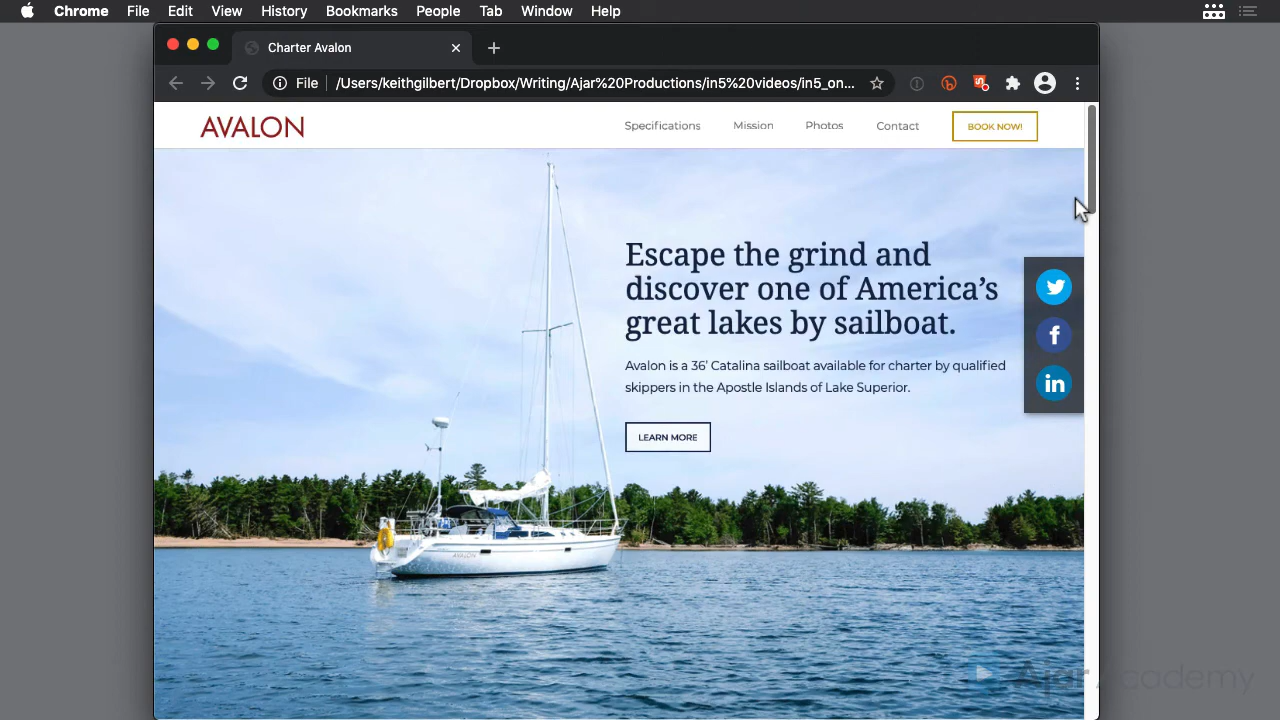 Chrome File Edit View History Bookmarks People Tab Window Help
Charter Avalon
File /Users/keithgilbert/Dropbox/Writing/Ajar%20Productions/in5%20videos/in5_on...
AVALON Specifications Mission Photos Contact BOOK NOW!
Escape the grind and
discover one of America’s
great lakes by sailboat.
Avalon is a 36' Catalina sailboat available for charter by qualified
skippers in the Apostle Islands of Lake Superior.
LEARN MORE
AVALON
Ajar Academy